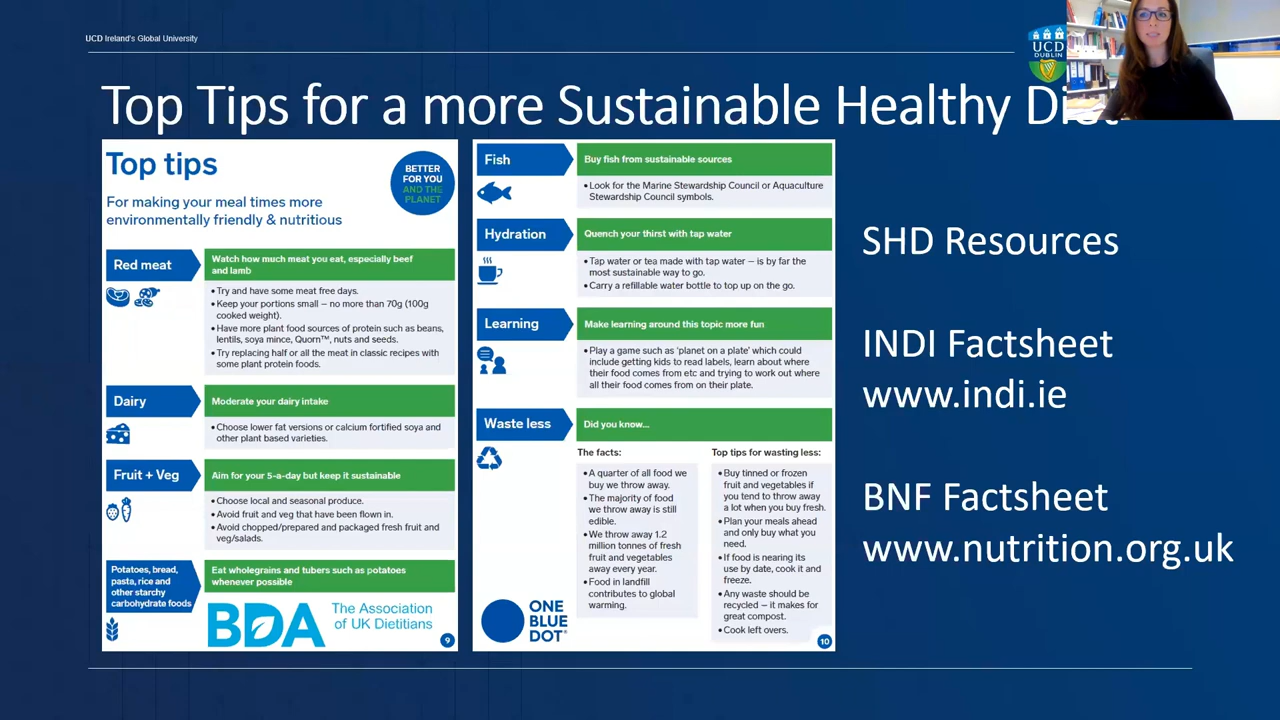 UCD Ireland's Global University
UCD
DUBLIN
Top Tips for a more Sustainable Healthy Diet
Top tips
BETTER
FOR YOU
AND THE
PLANET
For making your meal times more
environmentally friendly & nutritious
Red meat
Watch how much meat you eat, especially beef
and lamb
• Try and have some meat free days.
• Keep your portions small – no more than 70g (100g
cooked weight).
• Have more plant food sources of protein such as beans,
lentils, soya mince, Quorn™, nuts and seeds.
• Try replacing half or all the meat in classic recipes with
some plant protein foods.
Dairy
Moderate your dairy intake
• Choose lower fat versions or calcium fortified soya and
other plant based varieties.
Fruit + Veg
Aim for your 5-a-day but keep it sustainable
• Choose local and seasonal produce.
• Avoid fruit and veg that have been flown in.
• Avoid chopped/prepared and packaged fresh fruit and
veg/salads.
Potatoes, bread,
pasta, rice and
other starchy
carbohydrate foods
Eat wholegrains and tubers such as potatoes
whenever possible
BDA
The Association
of UK Dietitians
9
Fish
Buy fish from sustainable sources
• Look for the Marine Stewardship Council or Aquaculture
Stewardship Council symbols.
Hydration
Quench your thirst with tap water
• Tap water or tea made with tap water – is by far the
most sustainable way to go.
• Carry a refillable water bottle to top up on the go.
Learning
Make learning around this topic more fun
• Play a game such as 'planet on a plate' which could
include getting kids to read labels, learn about where
their food comes from etc and trying to work out where
all their food comes from on their plate.
Waste less
Did you know...
The facts:
• A quarter of all food we
buy we throw away.
• The majority of food
we throw away is still
edible.
• We throw away 1.2
million tonnes of fresh
fruit and vegetables
away every year.
• Food in landfill
contributes to global
warming.
Top tips for wasting less:
• Buy tinned or frozen
fruit and vegetables if
you tend to throw away
a lot when you buy fresh.
• Plan your meals ahead
and only buy what you
need.
• If food is nearing its
use by date, cook it and
freeze.
• Any waste should be
recycled – it makes for
great compost.
• Cook left overs.
ONE
BLUE
DOT®
10
SHD Resources
INDI Factsheet
www.indi.ie
BNF Factsheet
www.nutrition.org.uk